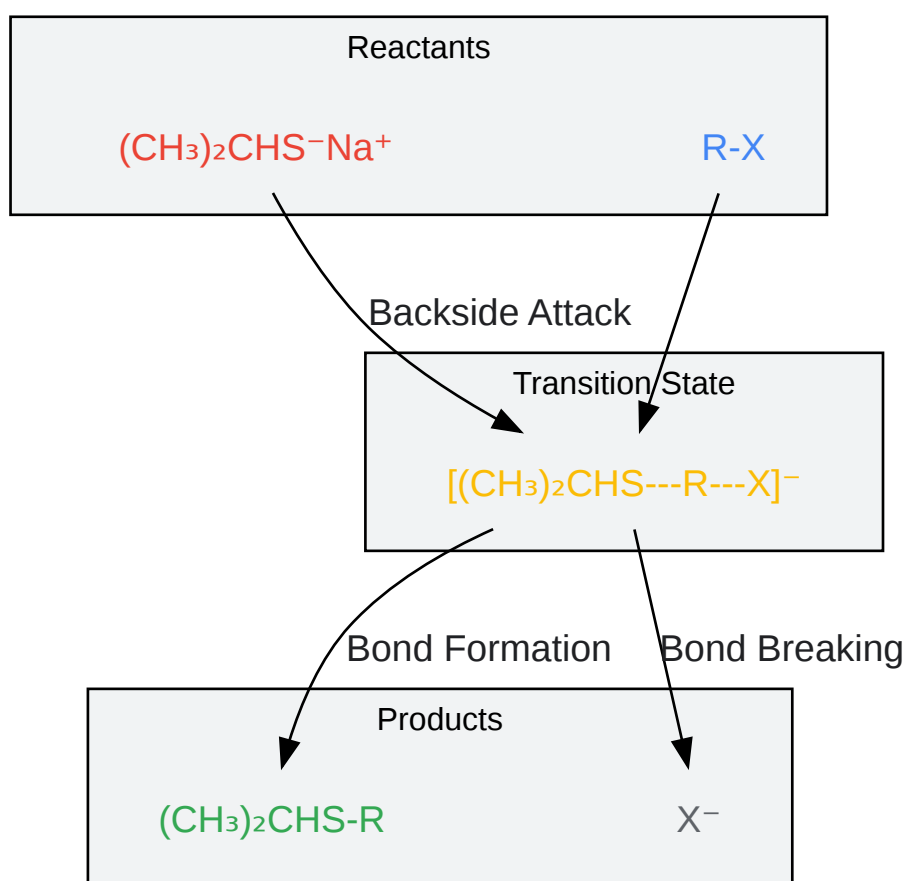 Reactants
(CH₃)₂CHS⁻Na⁺
R-X
Backside Attack
Transition State
[(CH₃)₂CHS---R---X]⁻
Bond Formation
Bond Breaking
Products
(CH₃)₂CHS-R
X⁻